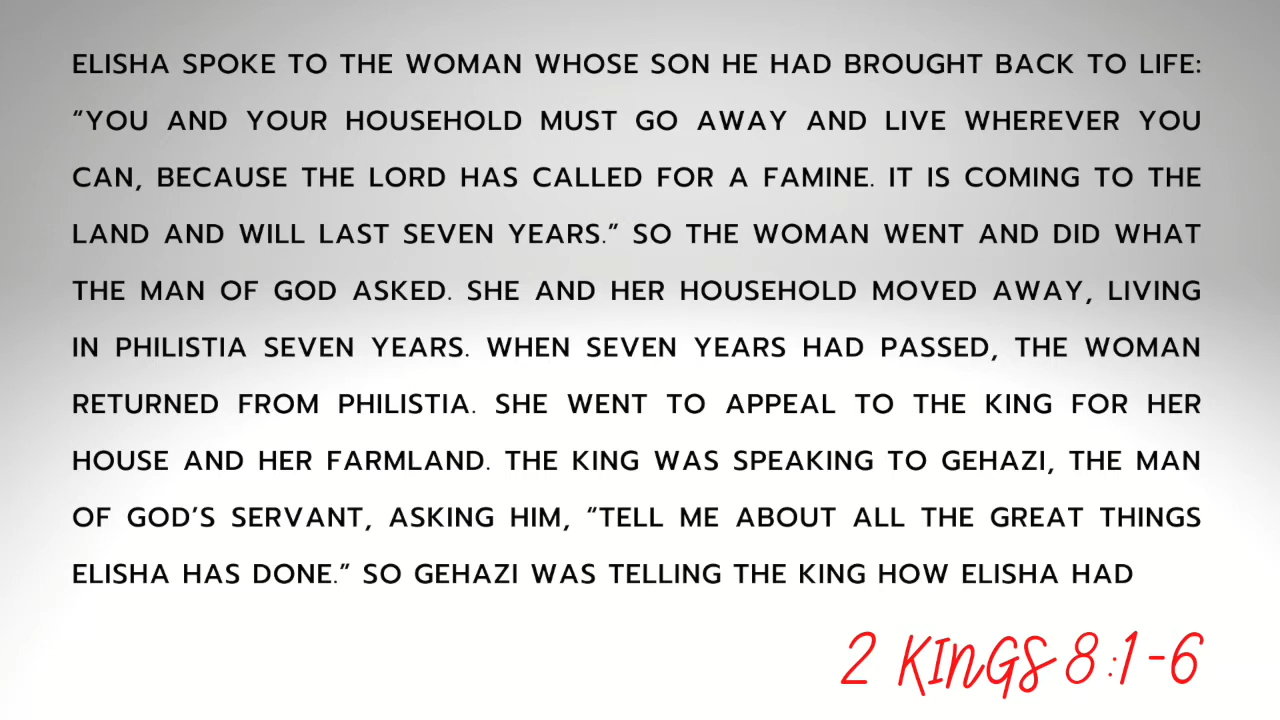 ELISHA SPOKE TO THE WOMAN WHOSE SON HE HAD BROUGHT BACK TO LIFE:
“YOU AND YOUR HOUSEHOLD MUST GO AWAY AND LIVE WHEREVER YOU
CAN, BECAUSE THE LORD HAS CALLED FOR A FAMINE. IT IS COMING TO THE
LAND AND WILL LAST SEVEN YEARS.” SO THE WOMAN WENT AND DID WHAT
THE MAN OF GOD ASKED. SHE AND HER HOUSEHOLD MOVED AWAY, LIVING
IN PHILISTIA SEVEN YEARS. WHEN SEVEN YEARS HAD PASSED, THE WOMAN
RETURNED FROM PHILISTIA. SHE WENT TO APPEAL TO THE KING FOR HER
HOUSE AND HER FARMLAND. THE KING WAS SPEAKING TO GEHAZI, THE MAN
OF GOD’S SERVANT, ASKING HIM, “TELL ME ABOUT ALL THE GREAT THINGS
ELISHA HAS DONE.” SO GEHAZI WAS TELLING THE KING HOW ELISHA HAD
2 KINGS 8:1-6